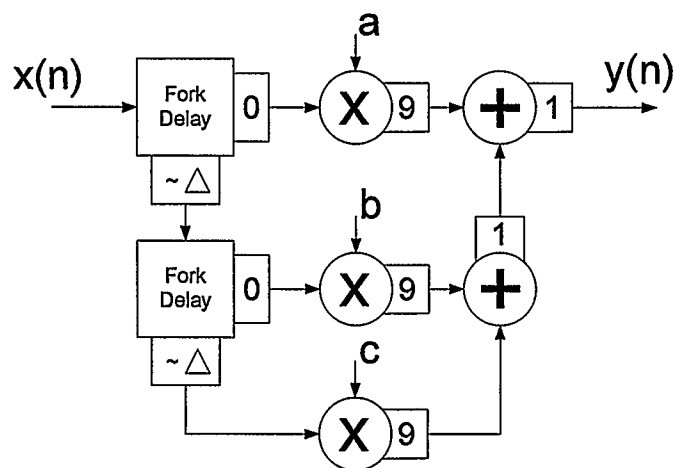 a
x(n)
y(n)
Fork
Delay
0
X
9
+
1
~ △
b
1
Fork
Delay
0
X
9
+
~ △
c
X
9